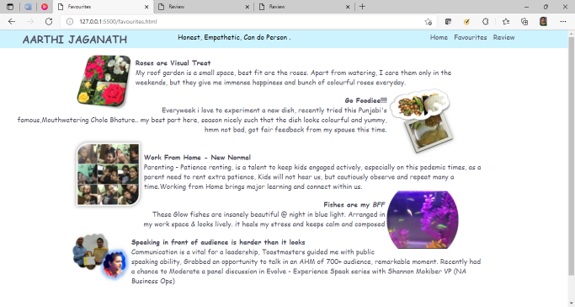 Favourites
Review
Review
127.0.0.1:5500/favourites.html
AARTHI JAGANATH
Honest, Empathetic, Can do Person .
Home Favourites Review
Roses are Visual Treat
My roof garden is a small space, best fit are the roses. Apart from watering, I care them only in the
weekends, but they give me immense happiness and bunch of colourful roses everyday.
Go Foodiee!!!!
Everyweek i love to experiment a new dish, recently tried this Punjabi's
famous,Mouthwatering Chole Bhature.. my best part here, season nicely such that the dish looks colourful and yummy,
hmm not bad, got fair feedback from my spouse this time.
Work From Home - New Normal
Parenting - Patience renting, is a talent to keep kids engaged actively, especially on this pademic times, as a
parent need to rent extra patience, Kids will not hear us, but cautiously observe and repeat many a
time.Working from Home brings major learning and connect within us.
Fishes are my BFF
These Glow fishes are insanely beautiful @ night in blue light. Arranged in
my work space & looks lively. it heals my stress and keeps calm and composed
Speaking in front of audience is harder than it looks
Communication is a vital for a leadership, Toastmasters guided me with public
speaking ability, Grabbed an opportunity to talk in an AHM of 700+ audience, remarkable moment. Recently had
a chance to Moderate a panel discussion in Evolve - Experience Speak series with Shannon Mokiber VP (NA
Business Ops)